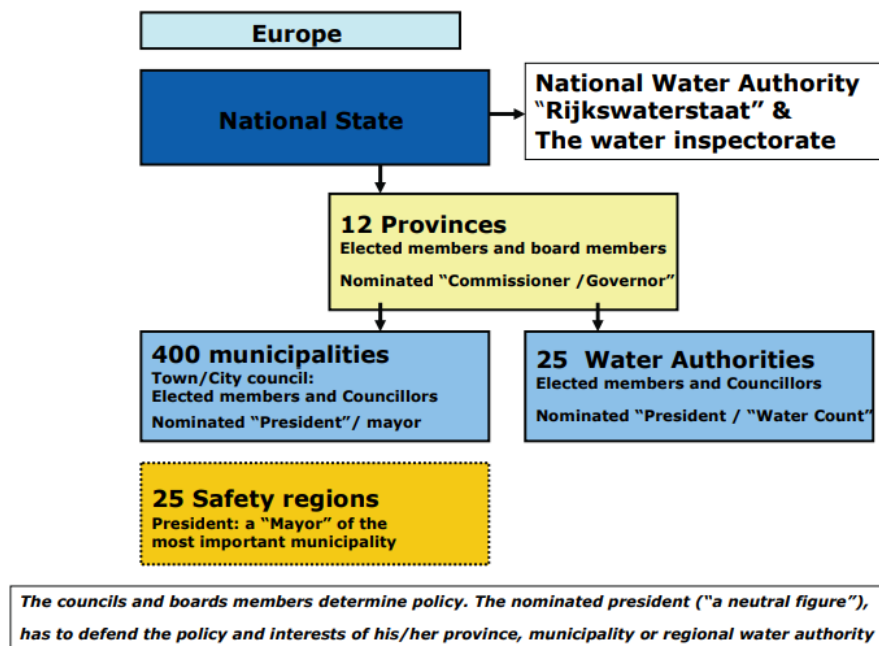 Europe
National State
National Water Authority
“Rijkswaterstaat” &
The water inspectorate
12 Provinces
Elected members and board members
Nominated “Commissioner /Governor”
400 municipalities
Town/City council:
Elected members and Councillors
Nominated “President”/ mayor
25 Water Authorities
Elected members and Councillors
Nominated “President / “Water Count”
25 Safety regions
President: a “Mayor” of the
most important municipality
The councils and boards members determine policy. The nominated president (“a neutral figure”),
has to defend the policy and interests of his/her province, municipality or regional water authority